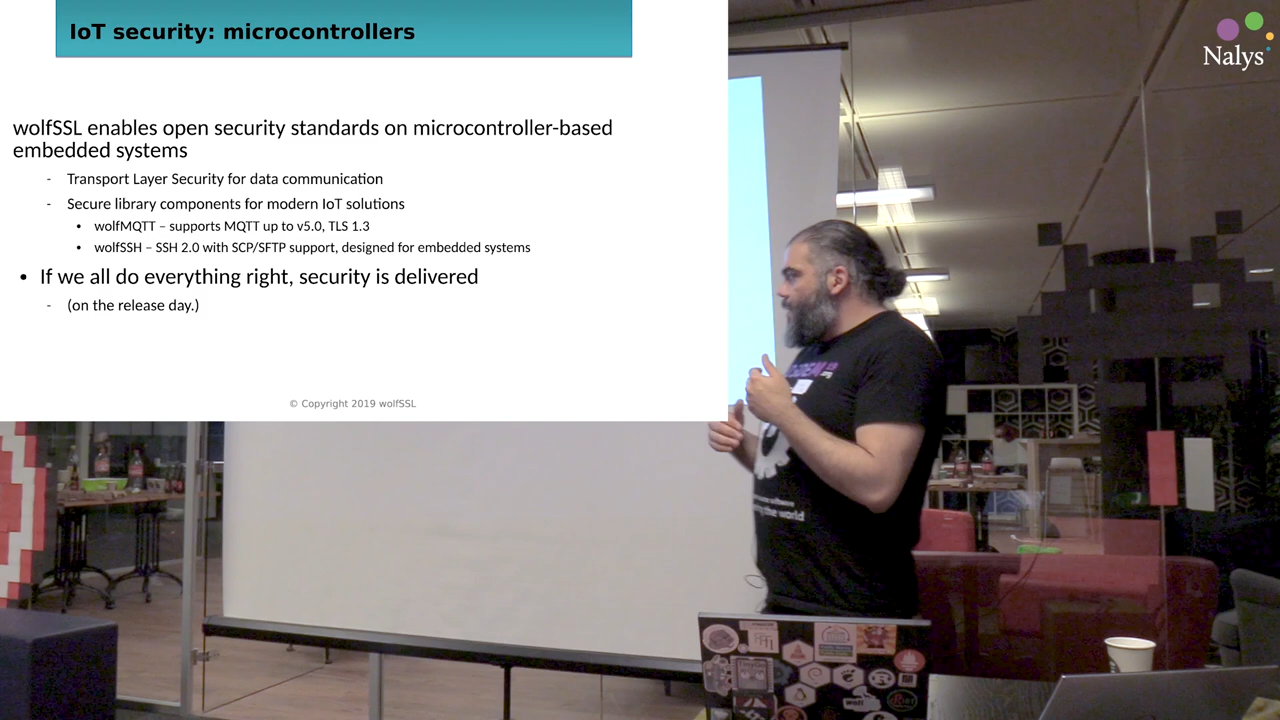 IoT security: microcontrollers
Nalys
wolfSSL enables open security standards on microcontroller-based
embedded systems
- Transport Layer Security for data communication
- Secure library components for modern IoT solutions
• wolfMQTT – supports MQTT up to v5.0, TLS 1.3
• wolfSSH – SSH 2.0 with SCP/SFTP support, designed for embedded systems
• If we all do everything right, security is delivered
- (on the release day.)
© Copyright 2019 wolfSSL
the world